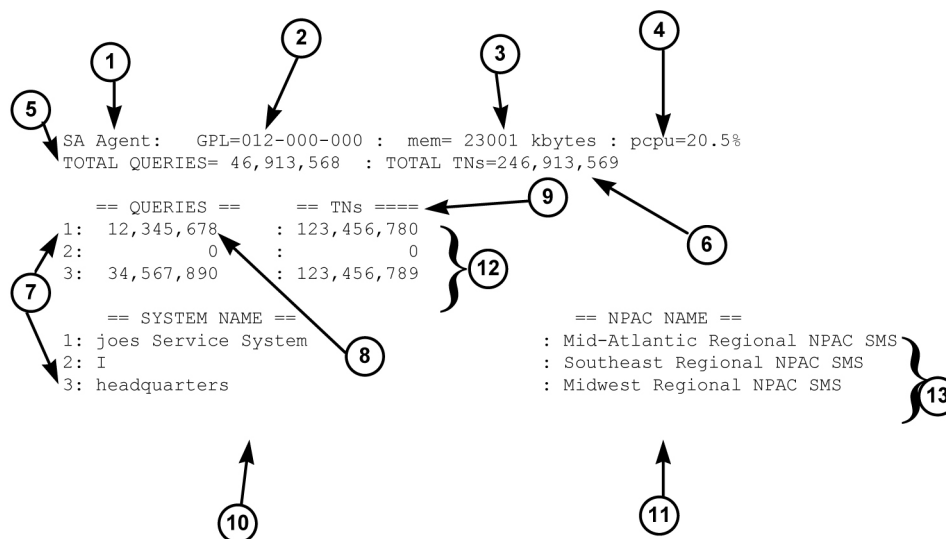 2
4
3
1
5
SA Agent: GPL=012-000-000 : mem= 23001 kbytes : pcpu=20.5%
TOTAL QUERIES= 46,913,568 : TOTAL TNs=246,913,569
9
== QUERIES == == TNs ====
1: 12,345,678 : 123,456,780
6
2: 0 : 0
12
3: 34,567,890 : 123,456,789
7
== SYSTEM NAME == == NPAC NAME ==
1: joes Service System : Mid-Atlantic Regional NPAC SMS
8
2: I : Southeast Regional NPAC SMS
3: headquarters : Midwest Regional NPAC SMS
13
10
11